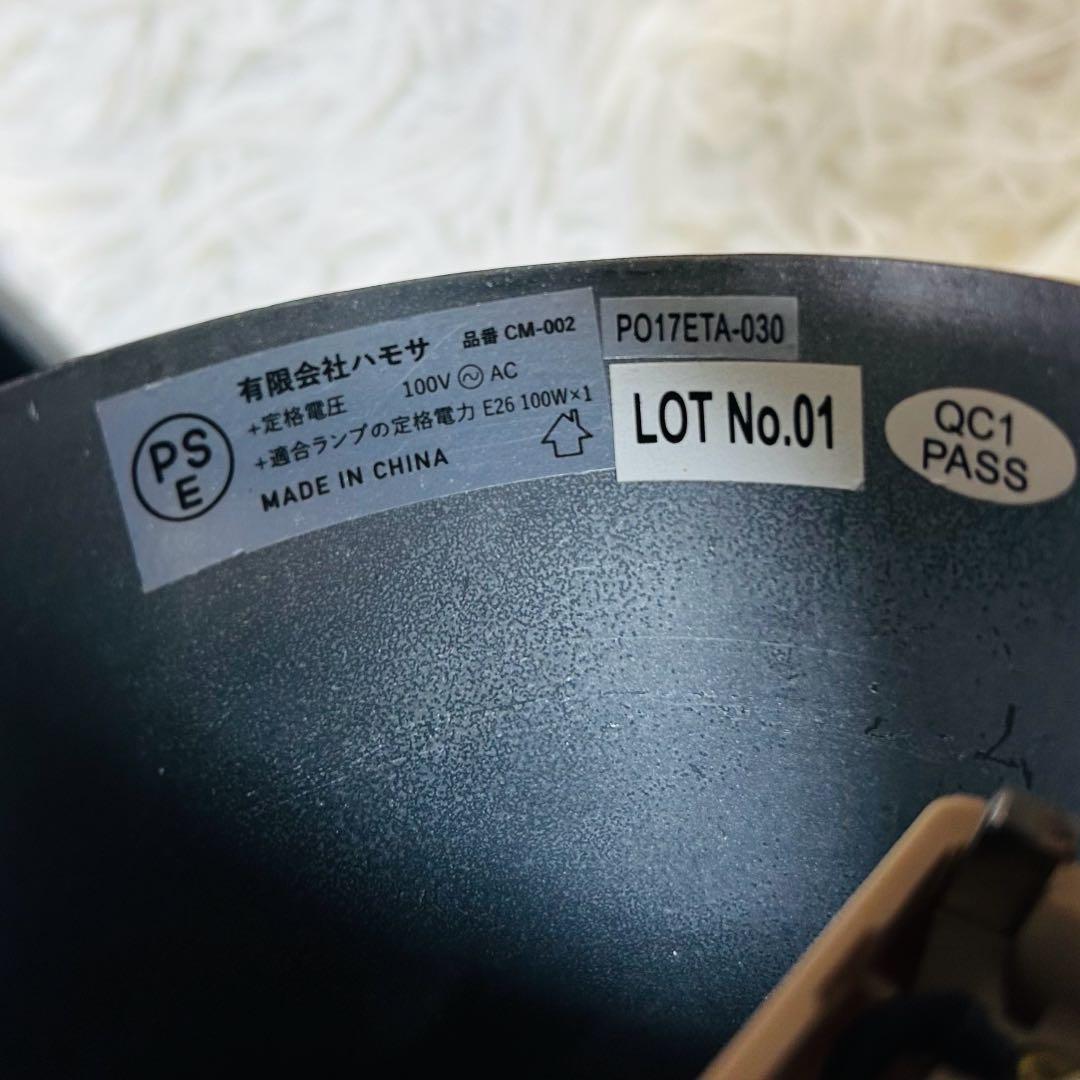 有限会社ハモサ 品番 CM-002
+定格電圧 100V AC
+適合ランプの定格電力 E26 100W×1
MADE IN CHINA
PS
E
PO17ETA-030
LOT No.01
QC1
PASS